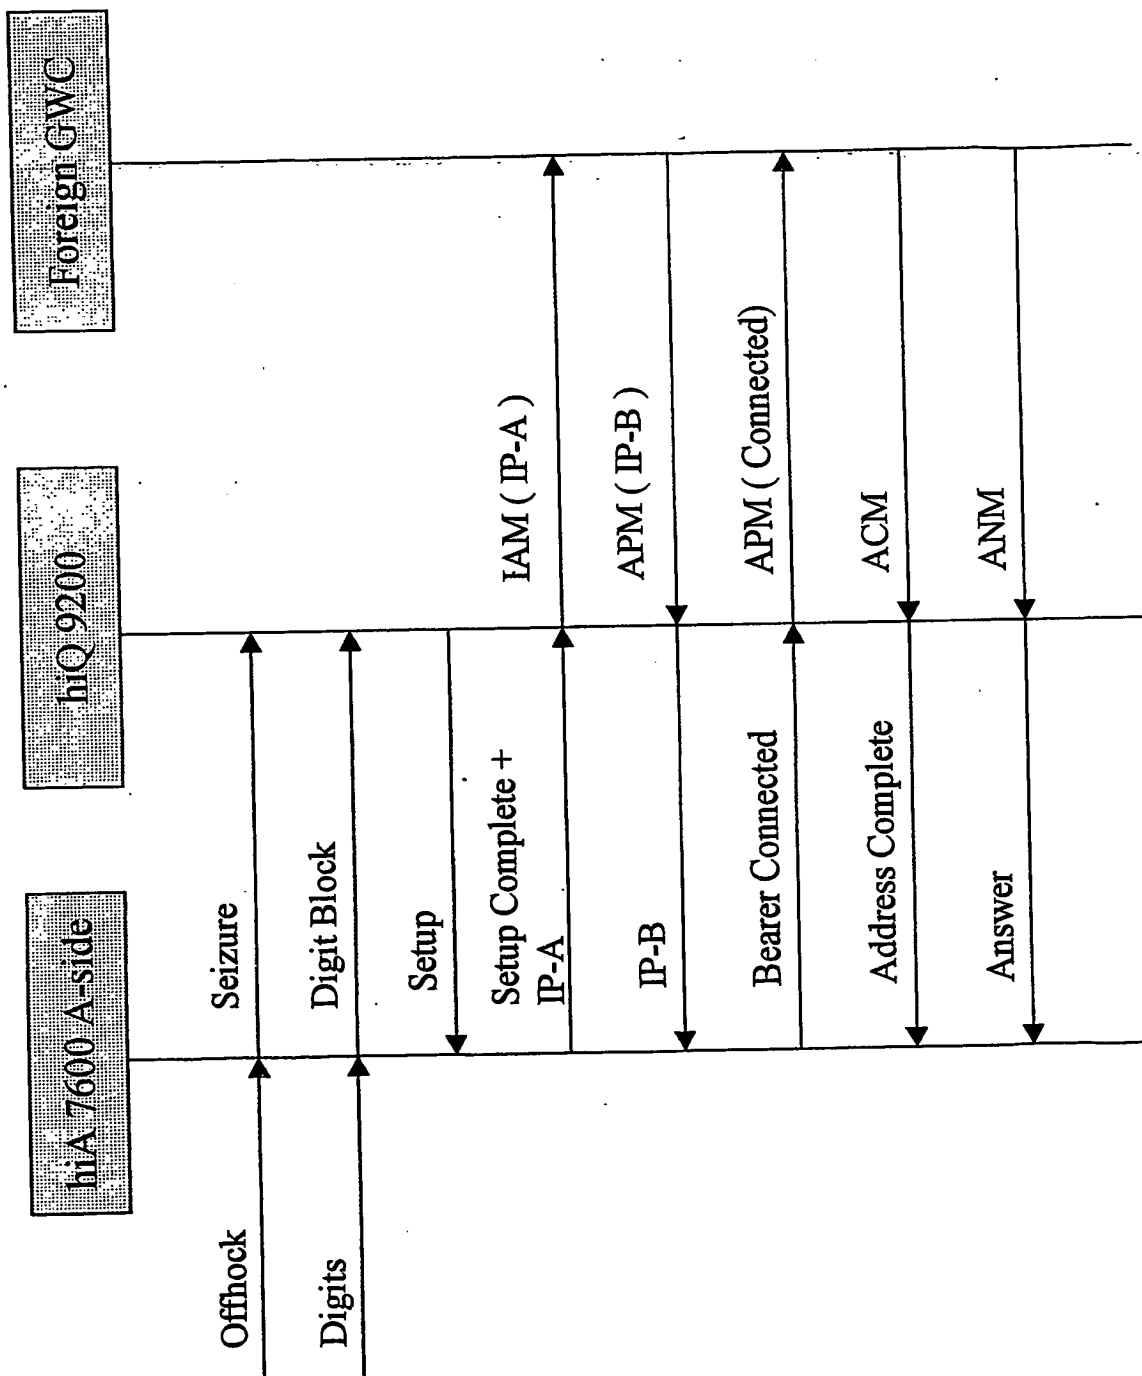 hiA 7600 A-side
hiQ 9200
Foreign GWC
Offhock
Seizure
Digits
Digit Block
Setup
Setup Complete +
IP-A
IAM ( IP-A )
IP-B
APM ( IP-B )
Bearer Connected
APM ( Connected)
Address Complete
ACM
Answer
ANM